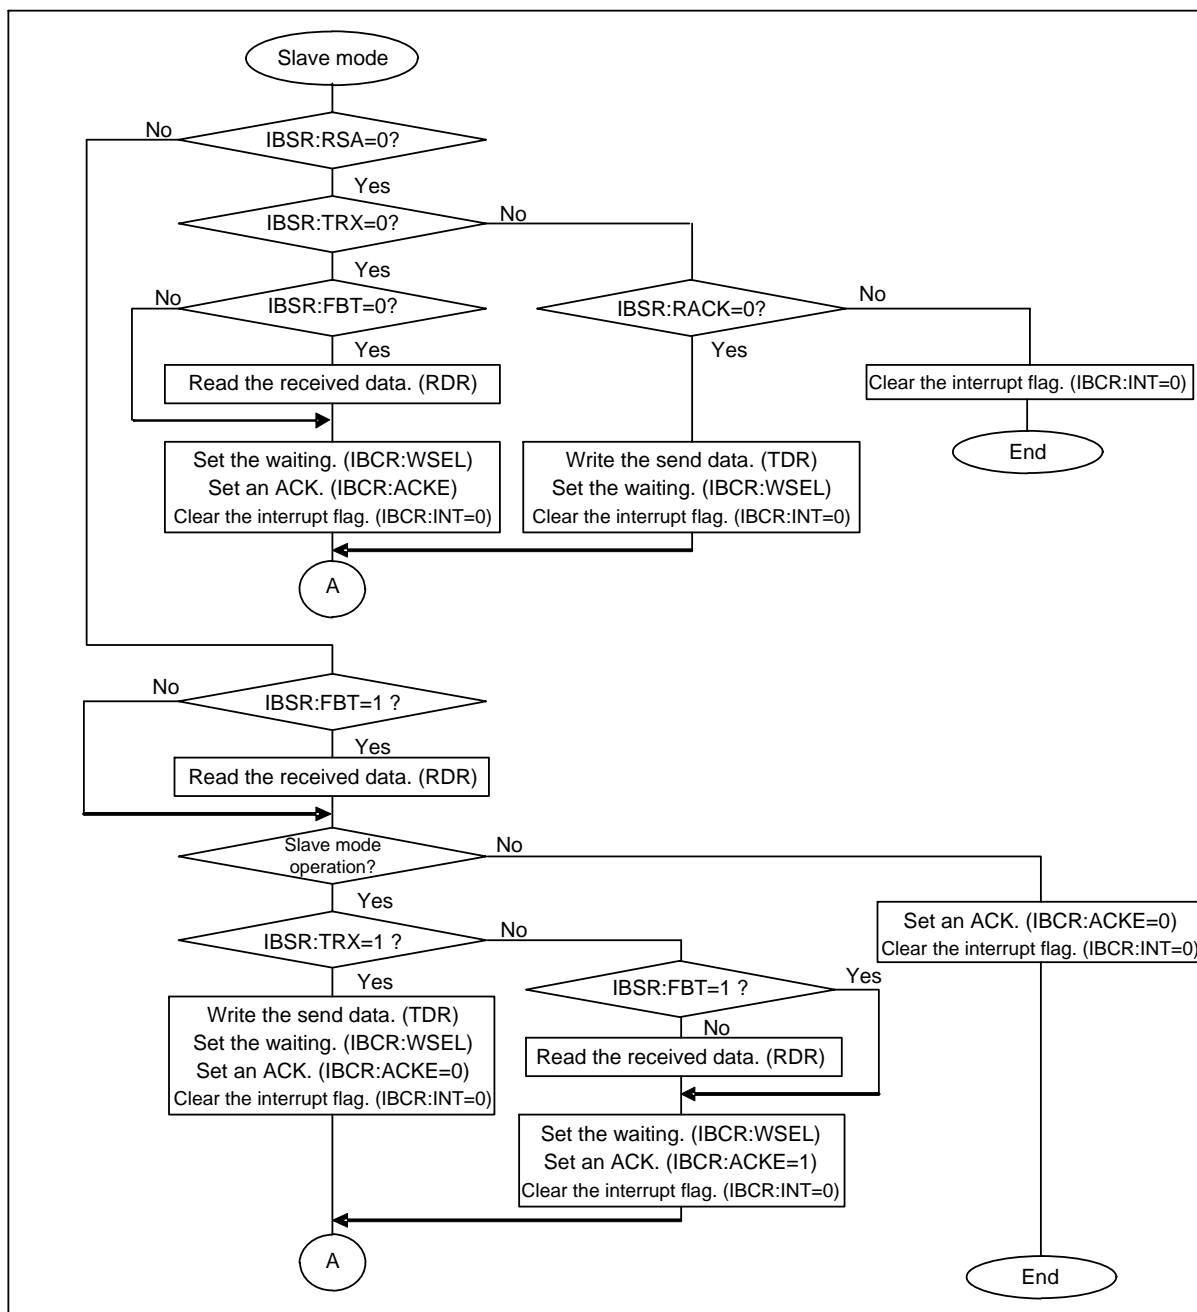 Slave mode
No
IBSR:RSA=0?
Yes
IBSR:TRX=0?
No
Yes
No
IBSR:FBT=0?
IBSR:RACK=0?
No
Yes
Yes
Read the received data. (RDR)
Clear the interrupt flag. (IBCR:INT=0)
Set the waiting. (IBCR:WSEL)
Set an ACK. (IBCR:ACKE)
Clear the interrupt flag. (IBCR:INT=0)
Write the send data. (TDR)
Set the waiting. (IBCR:WSEL)
Clear the interrupt flag. (IBCR:INT=0)
End
A
No
IBSR:FBT=1 ?
Yes
Read the received data. (RDR)
Slave mode
operation?
No
Yes
Set an ACK. (IBCR:ACKE=0)
Clear the interrupt flag. (IBCR:INT=0)
IBSR:TRX=1 ?
No
Yes
IBSR:FBT=1 ?
Yes
No
Write the send data. (TDR)
Set the waiting. (IBCR:WSEL)
Set an ACK. (IBCR:ACKE=0)
Clear the interrupt flag. (IBCR:INT=0)
Read the received data. (RDR)
Set the waiting. (IBCR:WSEL)
Set an ACK. (IBCR:ACKE=1)
Clear the interrupt flag. (IBCR:INT=0)
A
End